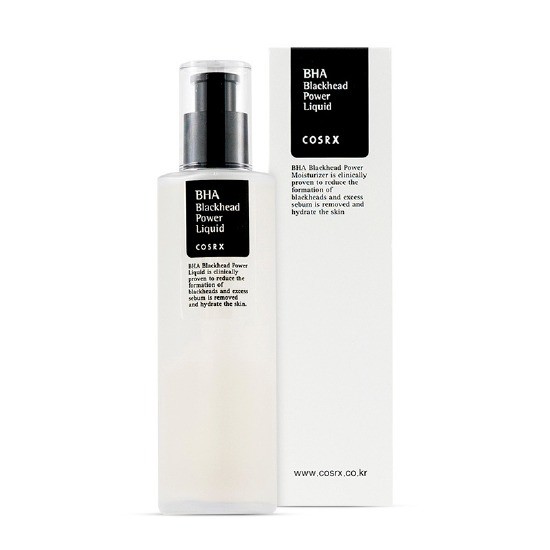 BHA
Blackhead
Power
Liquid
COSRX
BHA Blackhead Power
Liquid is clinically
proven to reduce the
formation of
blackheads and excess
sebum is removed
and hydrate the skin.
BHA
Blackhead
Power
Liquid
COSRX
BHA Blackhead Power
Moisturizer is clinically
proven to reduce the
formation of
blackheads and excess
sebum is removed and
hydrate the skin
www.cosrx.co.kr